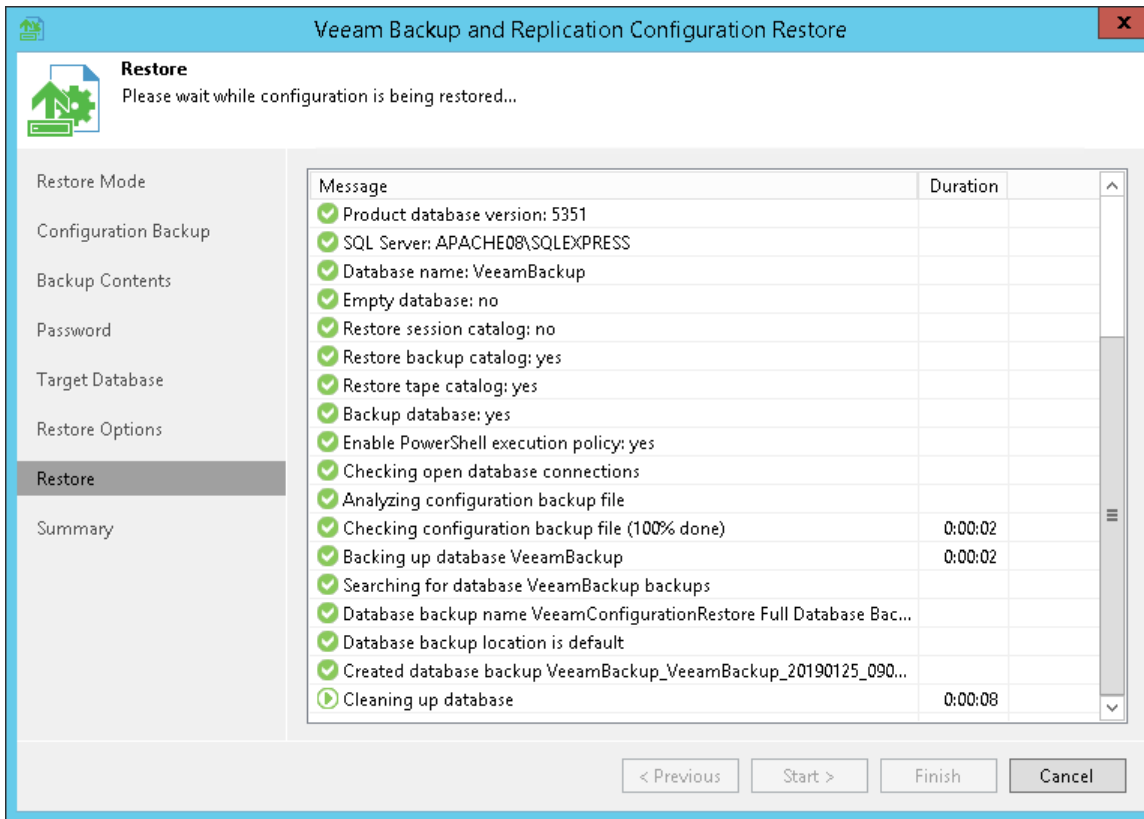 Veeam Backup and Replication Configuration Restore
x
Restore
Please wait while configuration is being restored...
Restore Mode
Configuration Backup
Backup Contents
Password
Target Database
Restore Options
Restore
Summary
Message Duration
Product database version: 5351
SQL Server: APACHE08\SQLEXPRESS
Database name: VeeamBackup
Empty database: no
Restore session catalog: no
Restore backup catalog: yes
Restore tape catalog: yes
Backup database: yes
Enable PowerShell execution policy: yes
Checking open database connections
Analyzing configuration backup file
Checking configuration backup file (100% done) 0:00:02
Backing up database VeeamBackup 0:00:02
Searching for database VeeamBackup backups
Database backup name VeeamConfigurationRestore Full Database Bac...
Database backup location is default
Created database backup VeeamBackup_VeeamBackup_20190125_090...
Cleaning up database 0:00:08
< Previous Start > Finish Cancel